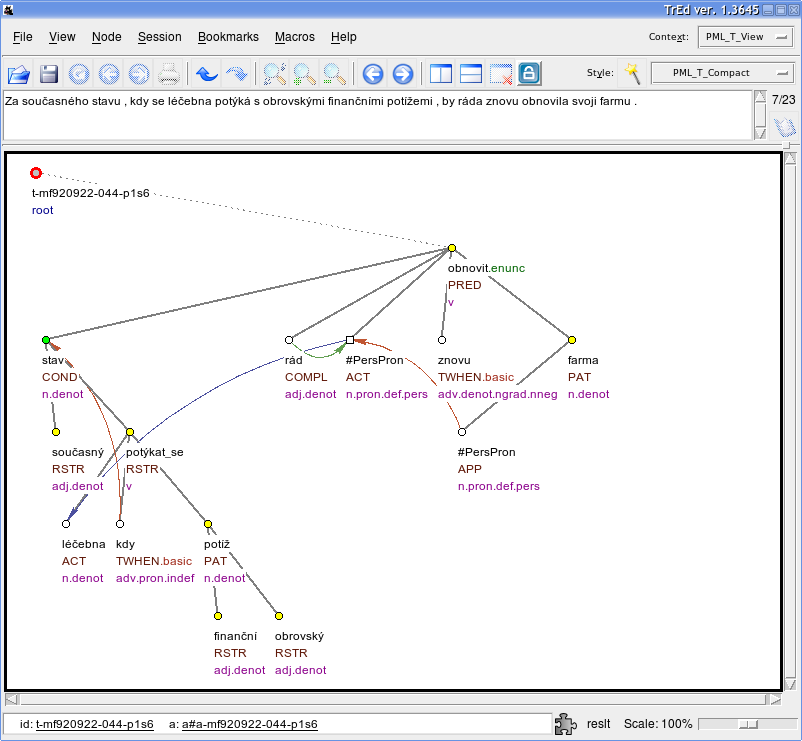 TrEd ver. 1.3645
File View Node Session Bookmarks Macros Help Context: PML_T_View
Style: PML_T_Compact
Za současného stavu , kdy se léčebna potýká s obrovskými finančními potížemi , by ráda znovu obnovila svoji farmu .
7/23
t-mf920922-044-p1s6
root
obnovit.enunc
PRED
v
stav rád #PersPron znovu farma
COND COMPL ACT TWHEN.basic PAT
n.denot adj.denot n.pron.def.pers adv.denot.ngrad.nneg n.denot
současný potýkat_se #PersPron
RSTR RSTR APP
adj.denot v n.pron.def.pers
léčebna kdy potíž
ACT TWHEN.basic PAT
n.denot adv.pron.indef n.denot
finanční obrovský
RSTR RSTR
adj.denot adj.denot
id: t-mf920922-044-p1s6 a: a#a-mf920922-044-p1s6 reslt Scale: 100%